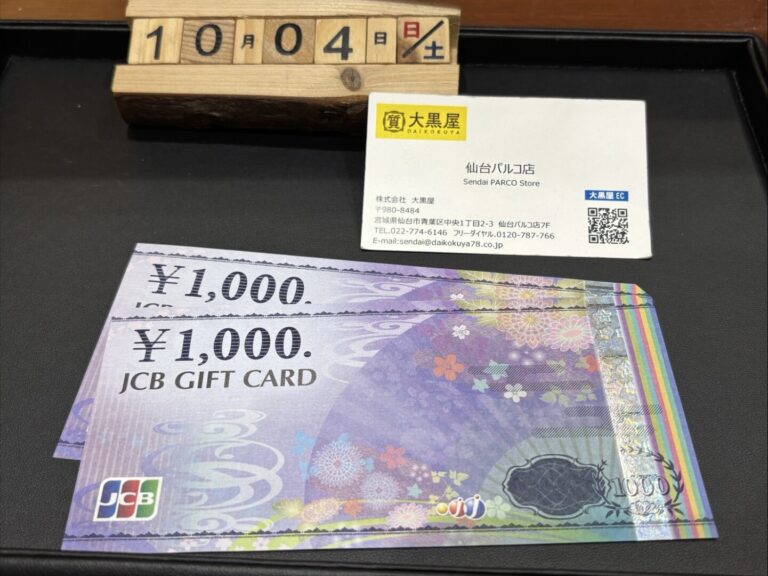 10月04日 日/土
質 大黒屋
DAIKOKUYA
仙台パルコ店
Sendai PARCO Store
大黒屋 EC
株式会社 大黒屋
〒980-8484
宮城県仙台市青葉区中央1丁目2-3 仙台パルコ店7F
TEL.022-774-6146 フリーダイヤル.0120-787-766
E-mail:sendai@daikokuya78.co.jp
¥1,000.
¥1,000.
JCB GIFT CARD
JCB
1000